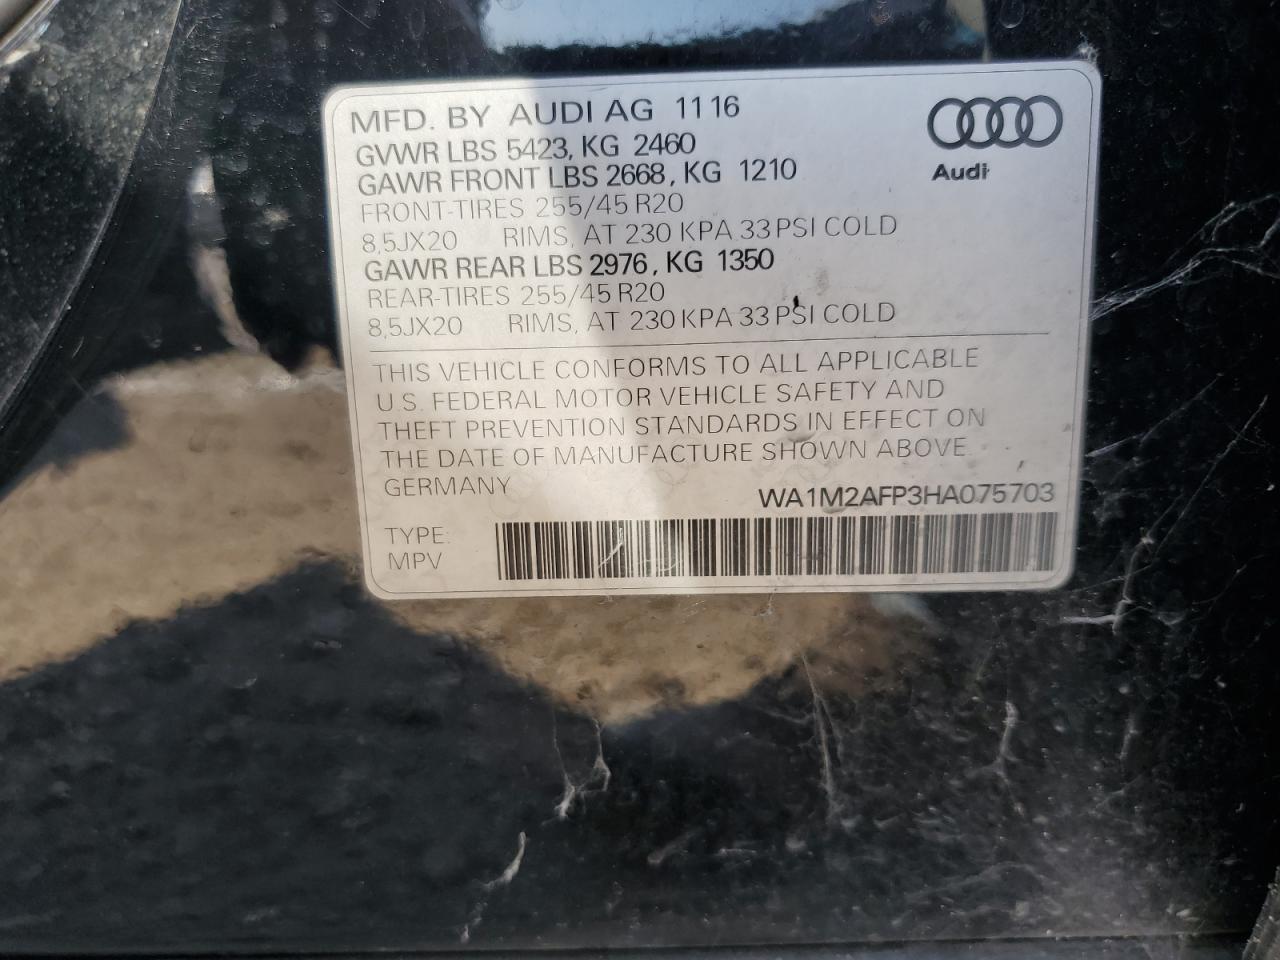 MFD. BY AUDI AG 11 16
GVWR LBS 5423, KG 2460
GAWR FRONT LBS 2668, KG 1210
FRONT-TIRES 255/45 R20
8,5JX20 RIMS, AT 230 KPA 33 PSI COLD
GAWR REAR LBS 2976, KG 1350
REAR-TIRES 255/45 R20
8,5JX20 RIMS, AT 230 KPA 33 PSI COLD
Audi
THIS VEHICLE CONFORMS TO ALL APPLICABLE
U.S. FEDERAL MOTOR VEHICLE SAFETY AND
THEFT PREVENTION STANDARDS IN EFFECT ON
THE DATE OF MANUFACTURE SHOWN ABOVE.
GERMANY
WA1M2AFP3HA075703
TYPE:
MPV